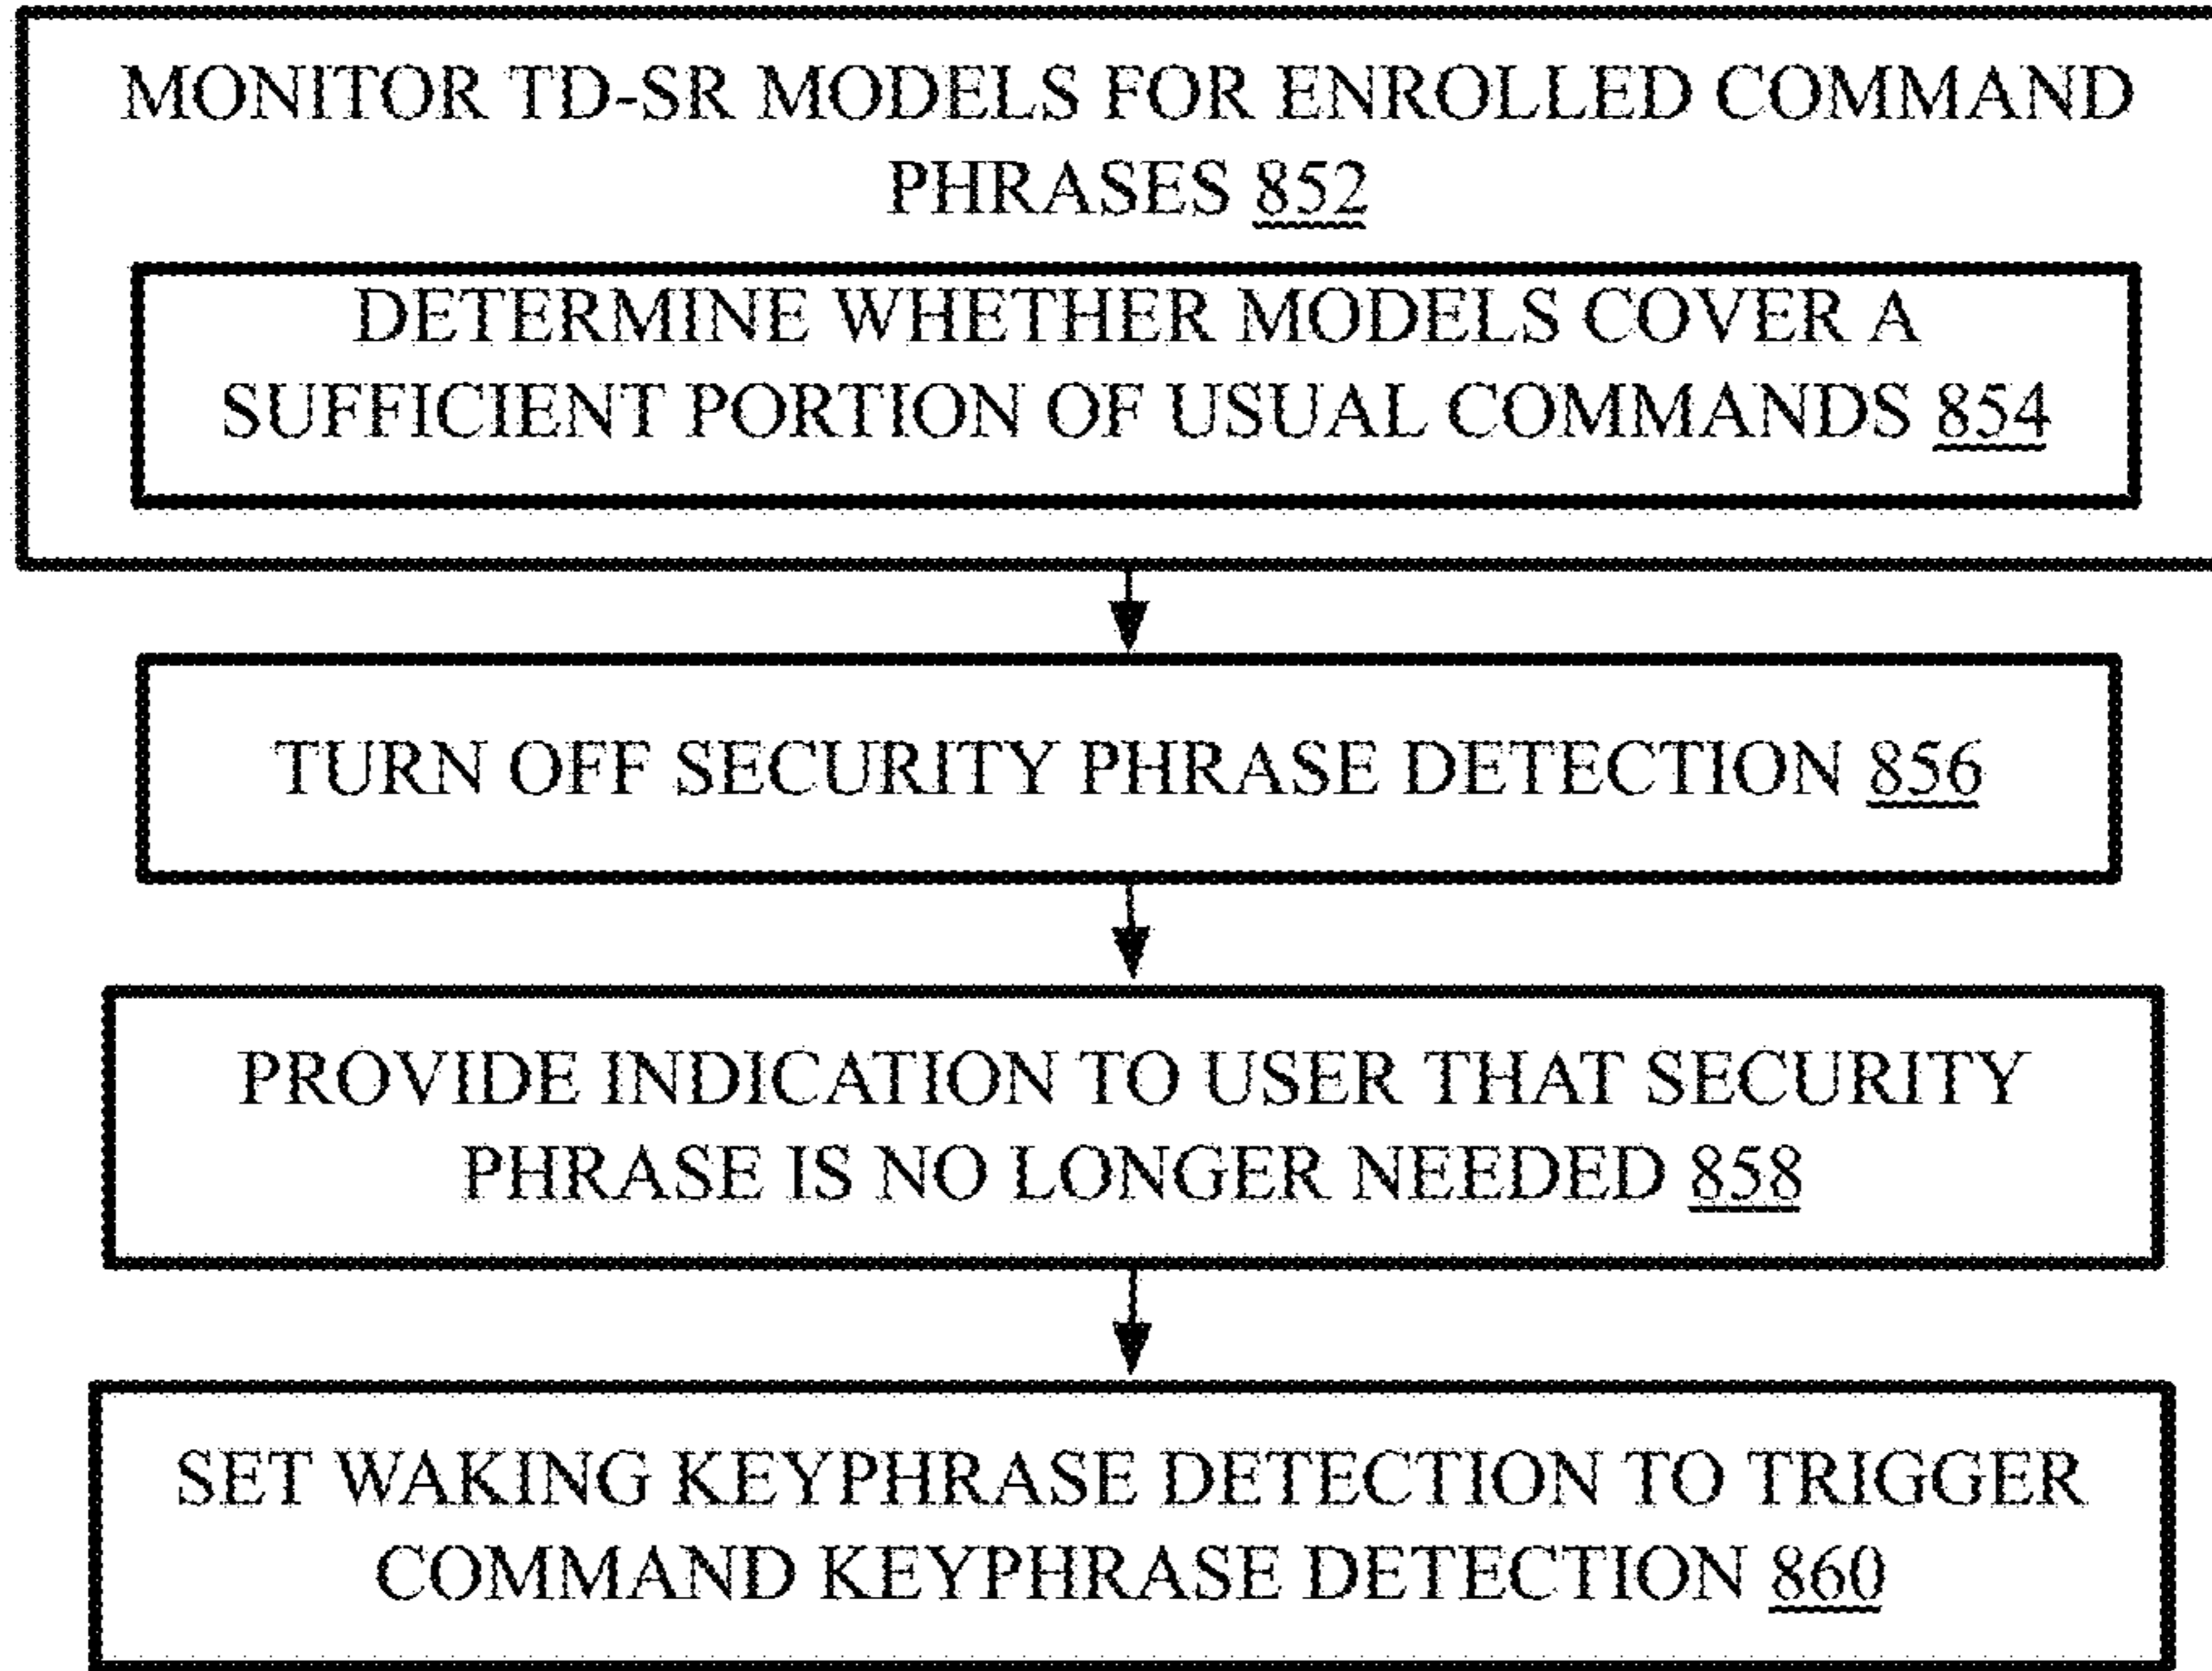 MONITOR TD-SR MODELS FOR ENROLLED COMMAND
PHRASES 852
DETERMINE WHETHER MODELS COVER A
SUFFICIENT PORTION OF USUAL COMMANDS 854
TURN OFF SECURITY PHRASE DETECTION 856
PROVIDE INDICATION TO USER THAT SECURITY
PHRASE IS NO LONGER NEEDED 858
SET WAKING KEYPHRASE DETECTION TO TRIGGER
COMMAND KEYPHRASE DETECTION 860